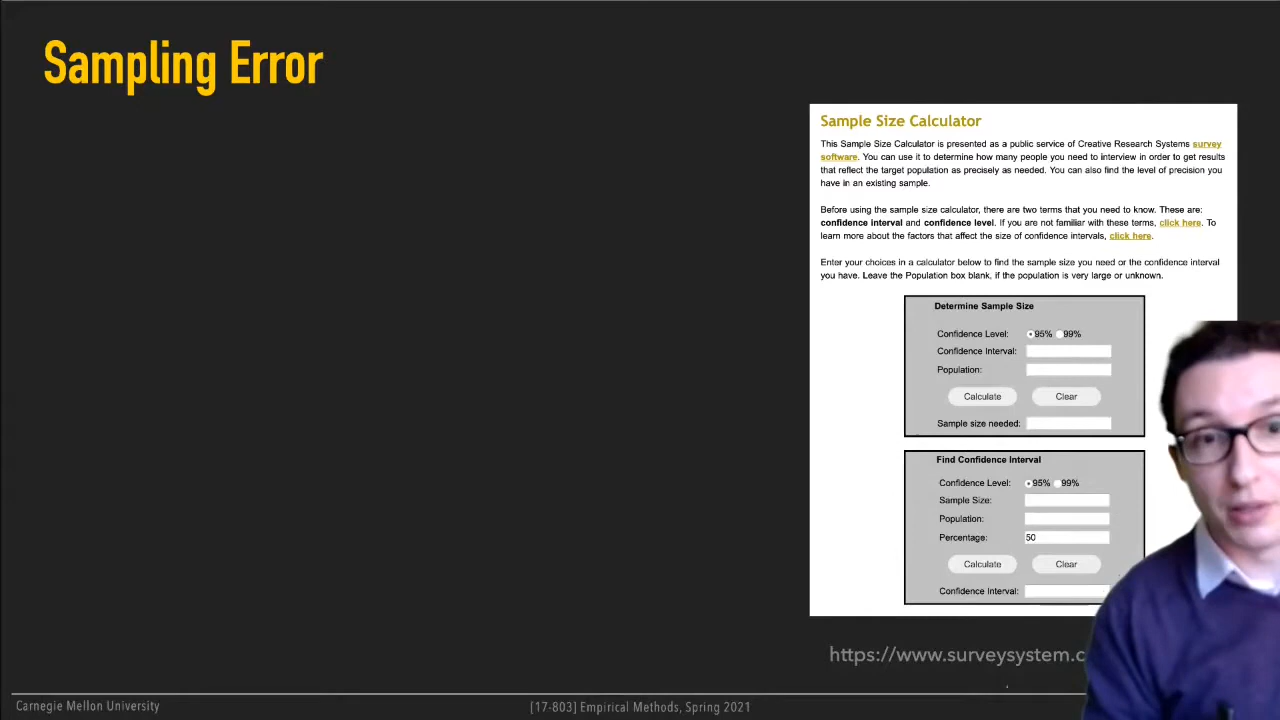 Sampling Error
Sample Size Calculator
This Sample Size Calculator is presented as a public service of Creative Research Systems survey
software. You can use it to determine how many people you need to interview in order to get results
that reflect the target population as precisely as needed. You can also find the level of precision you
have in an existing sample.
Before using the sample size calculator, there are two terms that you need to know. These are:
confidence interval and confidence level. If you are not familiar with these terms, click here. To
learn more about the factors that affect the size of confidence intervals, click here.
Enter your choices in a calculator below to find the sample size you need or the confidence interval
you have. Leave the Population box blank, if the population is very large or unknown.
Determine Sample Size
Confidence Level: 95% 99%
Confidence Interval:
Population:
Calculate Clear
Sample size needed:
Find Confidence Interval
Confidence Level: 95% 99%
Sample Size:
Population:
Percentage: 50
Calculate Clear
Confidence Interval:
https://www.surveysystem.c
Carnegie Mellon University
[17-803] Empirical Methods, Spring 2021